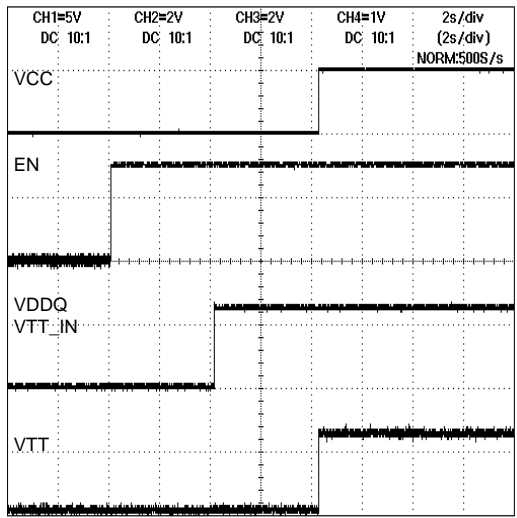 CH1=5V CH2=2V CH3=2V CH4=1V 2s/div
DC 10:1 DC 10:1 DC 10:1 DC 10:1 (2s/div)
NORM:500S/s
VCC
EN
VDDQ
VTT_IN
VTT